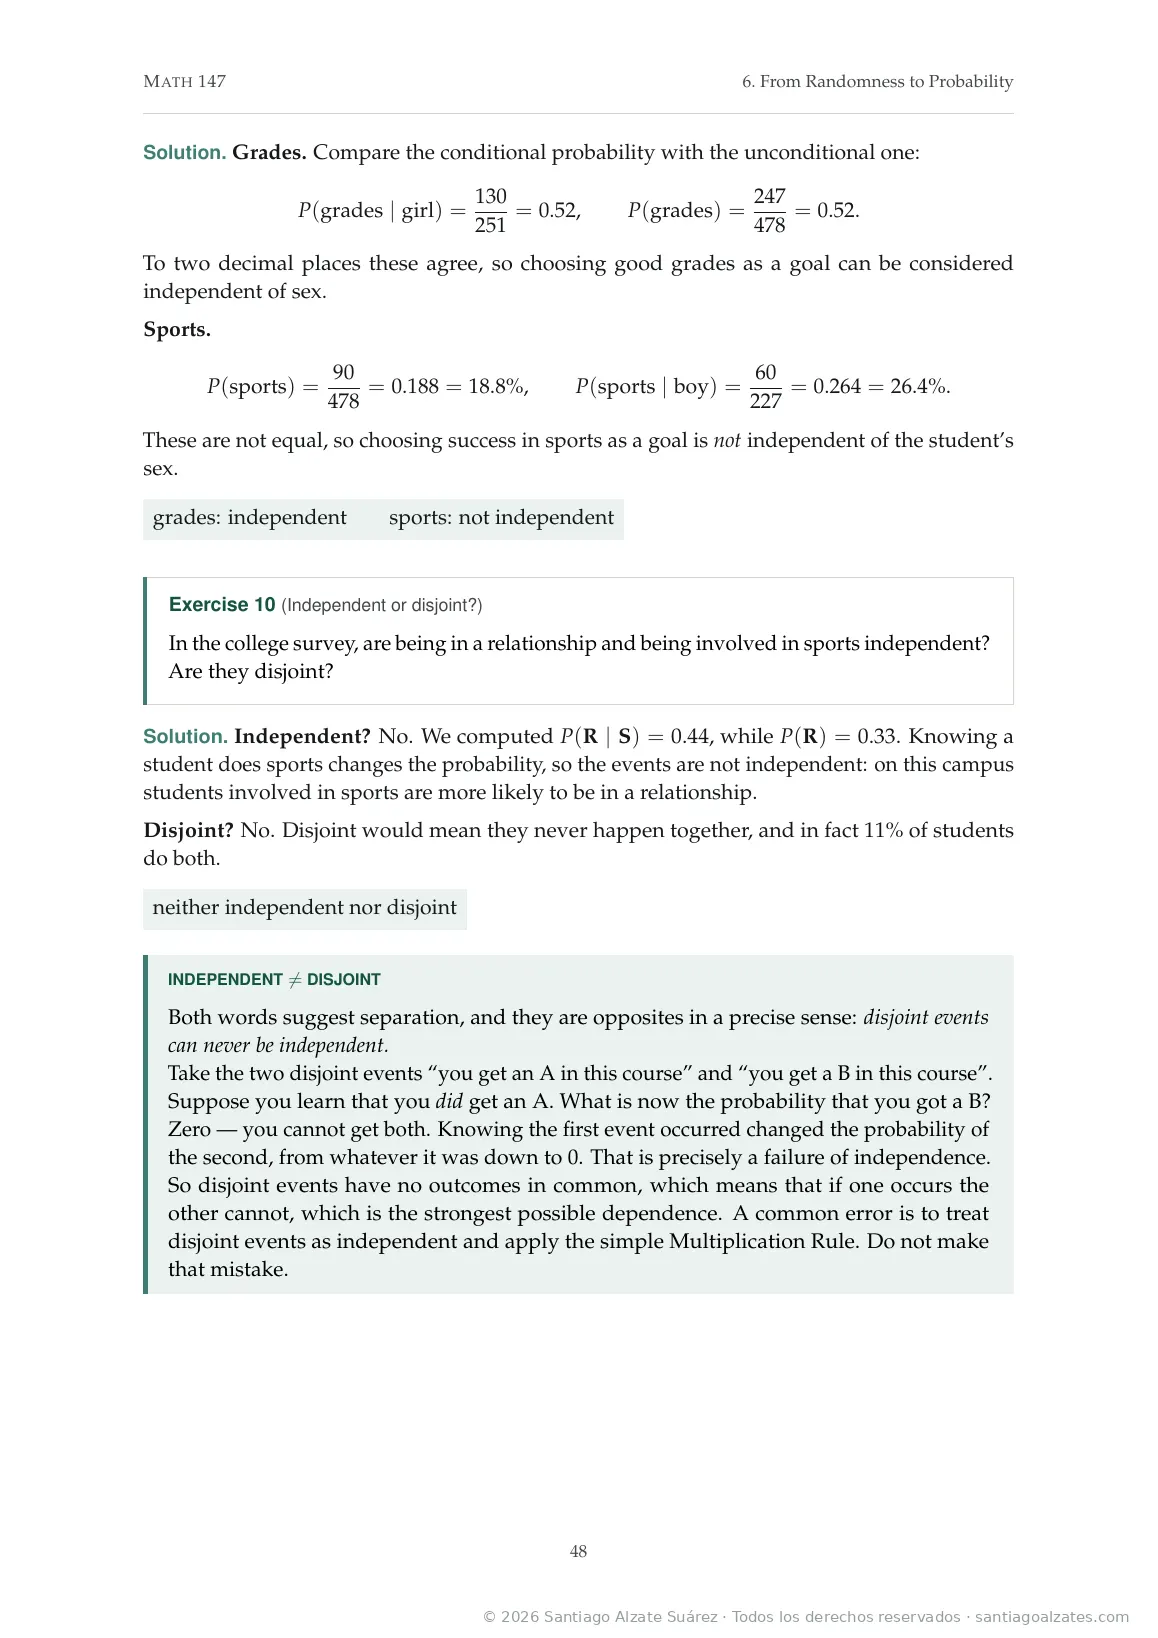 MATH 147
6. From Randomness to Probability
Solution. Grades. Compare the conditional probability with the unconditional one:
P(grades | girl) = 130/251 = 0.52,  P(grades) = 247/478 = 0.52.
To two decimal places these agree, so choosing good grades as a goal can be considered
independent of sex.
Sports.
P(sports) = 90/478 = 0.188 = 18.8%,  P(sports | boy) = 60/227 = 0.264 = 26.4%.
These are not equal, so choosing success in sports as a goal is not independent of the student’s
sex.
grades: independent  sports: not independent
Exercise 10 (Independent or disjoint?)
In the college survey, are being in a relationship and being involved in sports independent?
Are they disjoint?
Solution. Independent? No. We computed P(R | S) = 0.44, while P(R) = 0.33. Knowing a
student does sports changes the probability, so the events are not independent: on this campus
students involved in sports are more likely to be in a relationship.
Disjoint? No. Disjoint would mean they never happen together, and in fact 11% of students
do both.
neither independent nor disjoint
INDEPENDENT ≠ DISJOINT
Both words suggest separation, and they are opposites in a precise sense: disjoint events
can never be independent.
Take the two disjoint events “you get an A in this course” and “you get a B in this course”.
Suppose you learn that you did get an A. What is now the probability that you got a B?
Zero — you cannot get both. Knowing the first event occurred changed the probability of
the second, from whatever it was down to 0. That is precisely a failure of independence.
So disjoint events have no outcomes in common, which means that if one occurs the
other cannot, which is the strongest possible dependence. A common error is to treat
disjoint events as independent and apply the simple Multiplication Rule. Do not make
that mistake.
48
© 2026 Santiago Alzate Suárez · Todos los derechos reservados · santiagoalzates.com